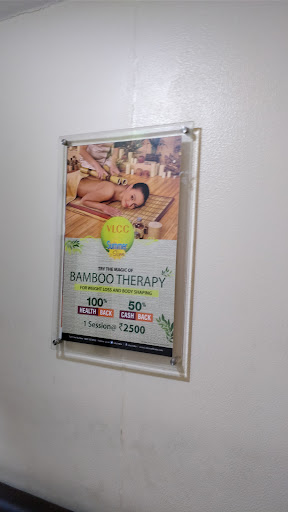 VLCC
Summer
TRY THE MAGIC OF
BAMBOO THERAPY
FOR WEIGHT LOSS AND BODY SHAPING
100% 50%
HEALTH BACK CASH BACK
1 Session@ ₹2500